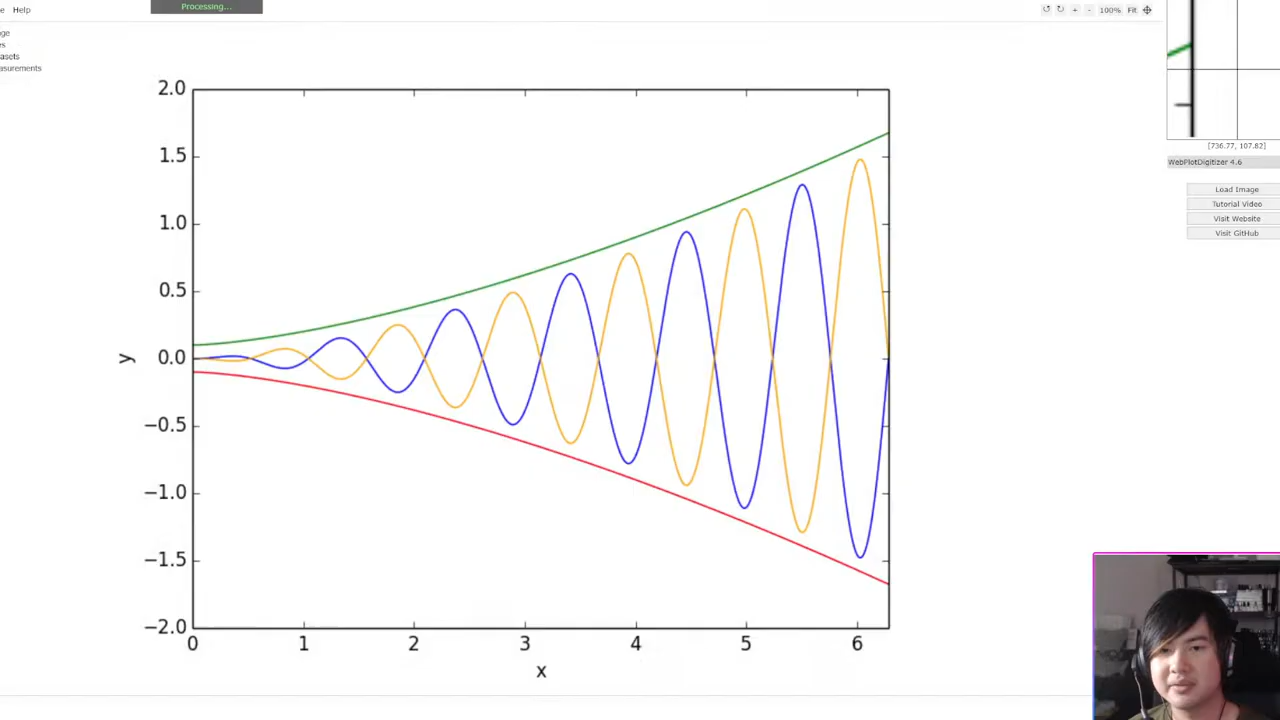 e Help
Processing...
100% Fit
ge
es
asets
asurements
2.0
1.5
1.0
0.5
0.0
−0.5
−1.0
−1.5
−2.0
y
0 1 2 3 4 5 6
x
[736.77, 107.82]
WebPlotDigitizer 4.6
Load Image
Tutorial Video
Visit Website
Visit GitHub